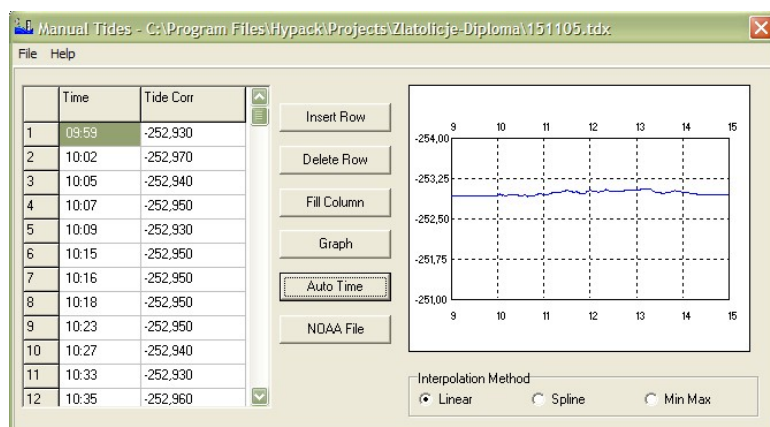 Manual Tides - C:\Program Files\Hypack\Projects\Zlatolicje-Diploma\151105.tdx
File Help
Time Tide Corr
1 09:59 -252,930
2 10:02 -252,970
3 10:05 -252,940
4 10:07 -252,950
5 10:09 -252,930
6 10:15 -252,950
7 10:16 -252,950
8 10:18 -252,950
9 10:23 -252,950
10 10:27 -252,940
11 10:33 -252,930
12 10:35 -252,960
Insert Row
Delete Row
Fill Column
Graph
Auto Time
NOAA File
9 10 11 12 13 14 15
-254,00
-253,25
-252,50
-251,75
-251,00
9 10 11 12 13 14 15
Interpolation Method
Linear Spline Min Max